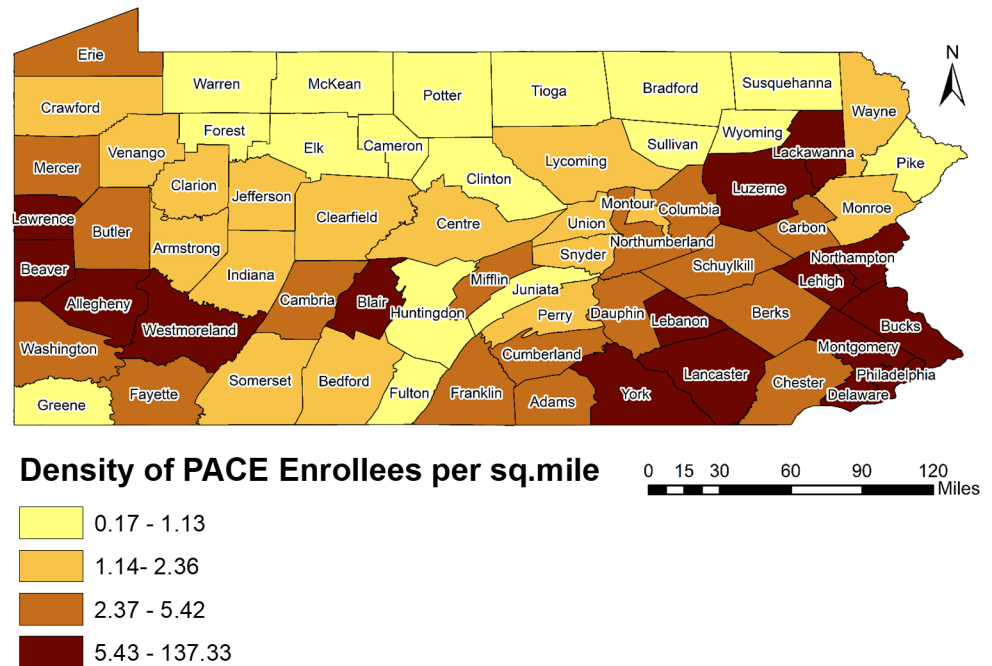 Erie
N
Warren
McKean
Potter
Tioga
Bradford
Susquehanna
Crawford
Wayne
Forest
Elk
Cameron
Sullivan
Wyoming
Lackawanna
Venango
Mercer
Clarion
Jefferson
Clinton
Lycoming
Pike
Luzerne
Lawrence
Butler
Armstrong
Clearfield
Centre
Union
Montour
Columbia
Monroe
Carbon
Beaver
Indiana
Snyder
Northumberland
Northampton
Schuylkill
Lehigh
Allegheny
Westmoreland
Cambria
Blair
Huntingdon
Mifflin
Juniata
Perry
Dauphin
Lebanon
Berks
Bucks
Washington
Cumberland
Montgomery
Somerset
Bedford
Fulton
Franklin
Adams
York
Lancaster
Chester
Philadelphia
Delaware
Greene
Fayette
Density of PACE Enrollees per sq.mile
0 15 30 60 90 120
Miles
0.17 - 1.13
1.14- 2.36
2.37 - 5.42
5.43 - 137.33